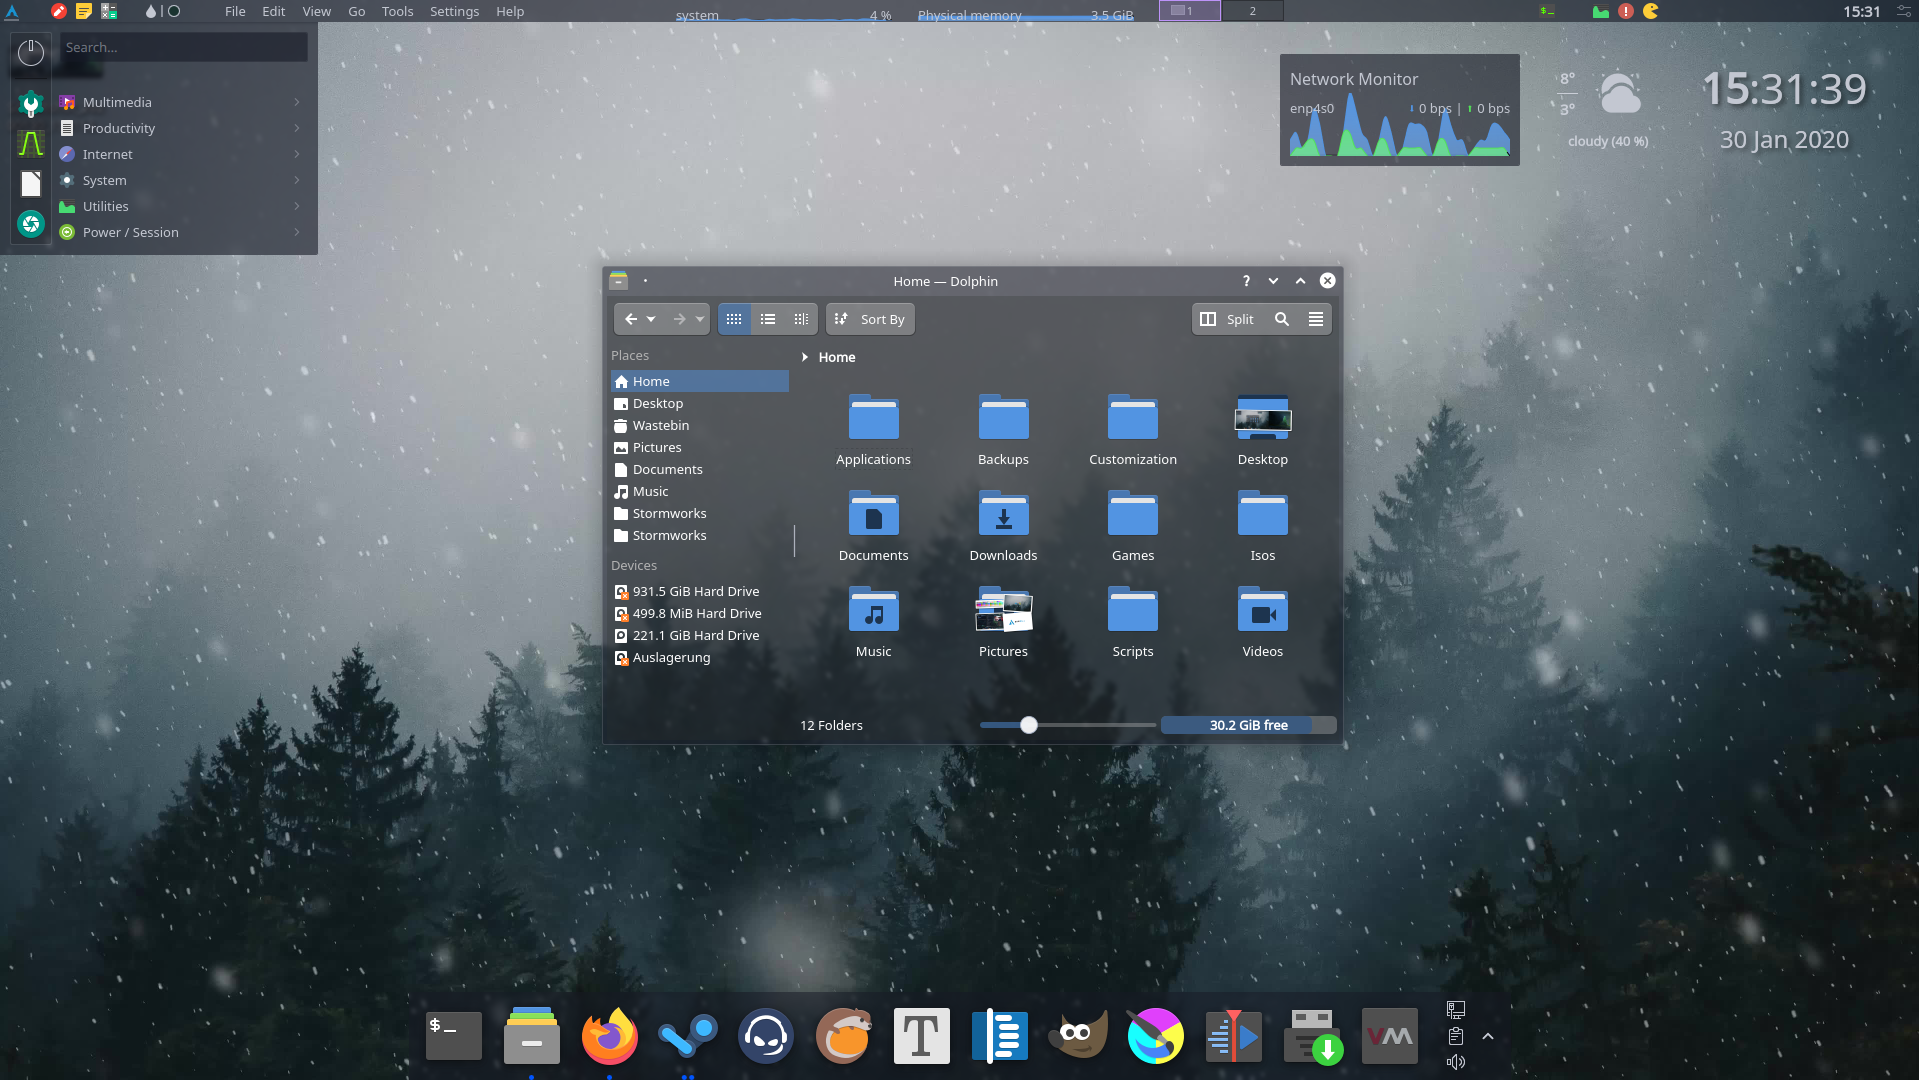 File Edit View Go Tools Settings Help
system 4 % Physical memory 3.5 GiB
1 2
$_
15:31
Search...
Multimedia
Productivity
Internet
System
Utilities
Power / Session
Network Monitor
enp4s0 0 bps | 0 bps
8°
3°
cloudy (40 %)
15:31:39
30 Jan 2020
Home — Dolphin
?
Sort By
Split
Places
Home
Desktop
Wastebin
Pictures
Documents
Music
Stormworks
Stormworks
Devices
931.5 GiB Hard Drive
499.8 MiB Hard Drive
221.1 GiB Hard Drive
Auslagerung
Home
Applications Backups Customization Desktop
Documents Downloads Games Isos
Music Pictures Scripts Videos
12 Folders
30.2 GiB free
$_
T
VM